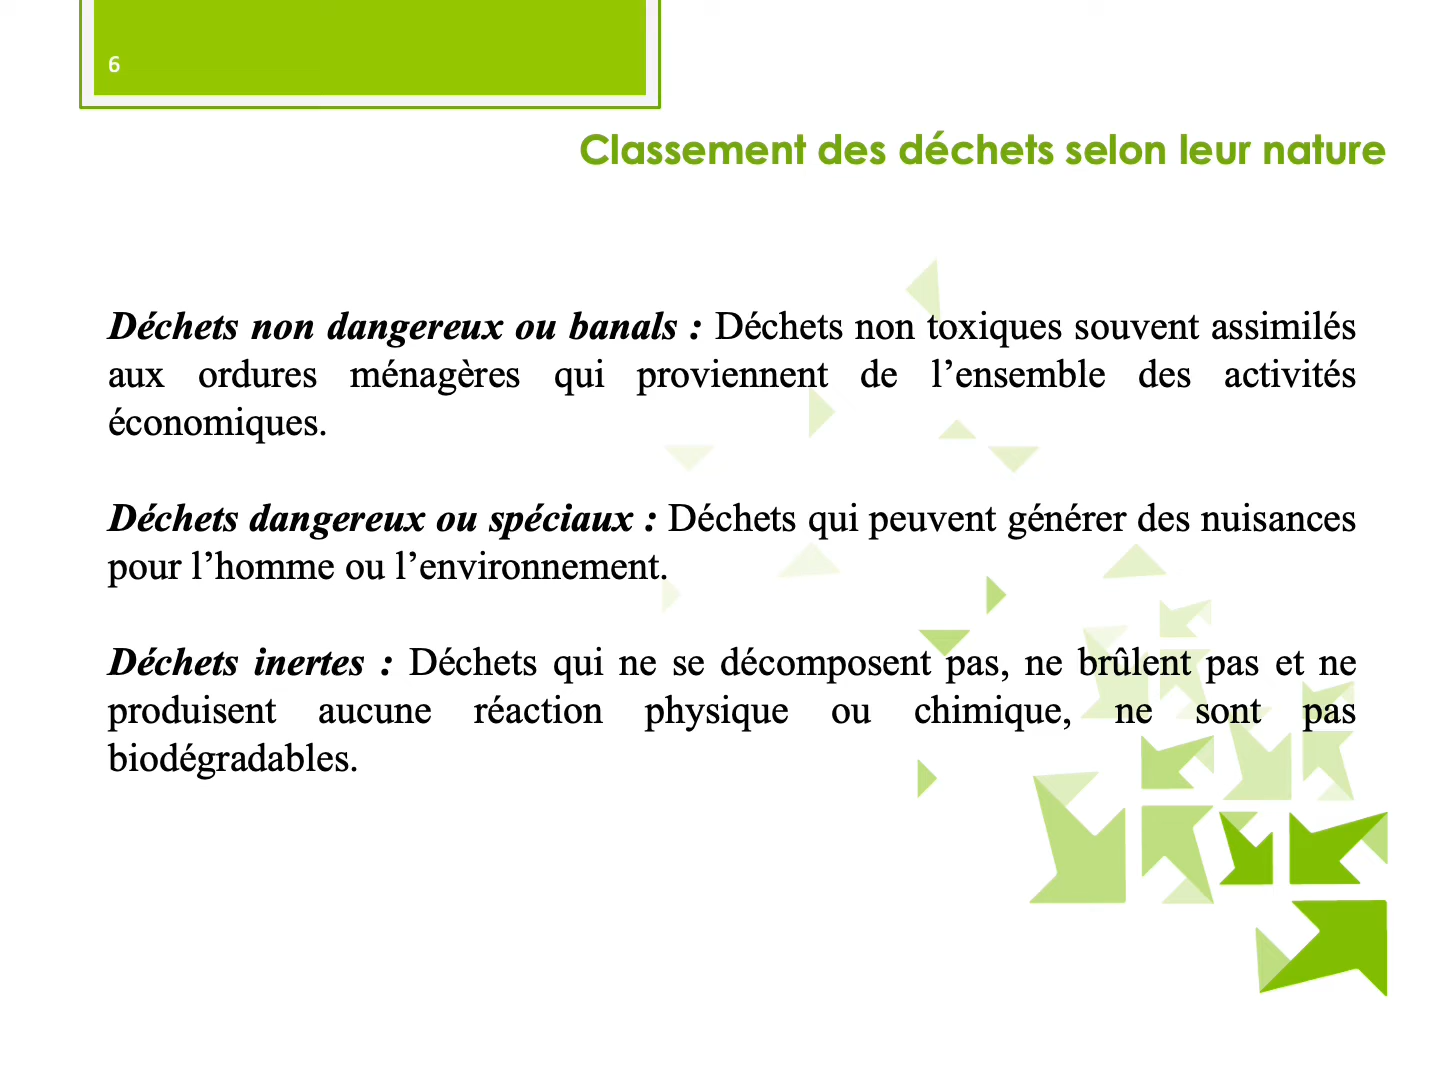 6
Classement des déchets selon leur nature
Déchets non dangereux ou banals : Déchets non toxiques souvent assimilés
aux ordures ménagères qui proviennent de l’ensemble des activités
économiques.
Déchets dangereux ou spéciaux : Déchets qui peuvent générer des nuisances
pour l’homme ou l’environnement.
Déchets inertes : Déchets qui ne se décomposent pas, ne brûlent pas et ne
produisent aucune réaction physique ou chimique, ne sont pas
biodégradables.